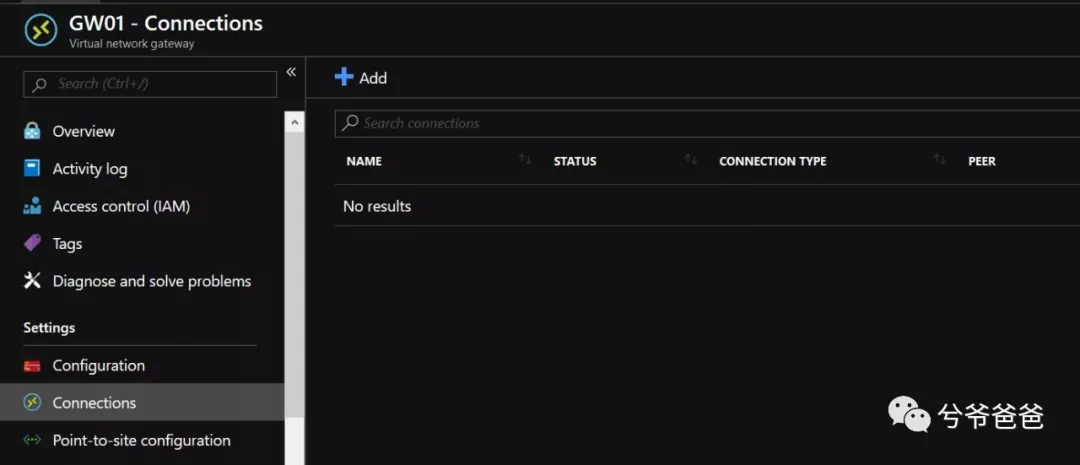 GW01 - Connections
Virtual network gateway
Search (Ctrl+/)
Overview
Activity log
Access control (IAM)
Tags
Diagnose and solve problems
Settings
Configuration
Connections
Point-to-site configuration
Add
Search connections
NAME STATUS CONNECTION TYPE PEER
No results
兮爷爸爸